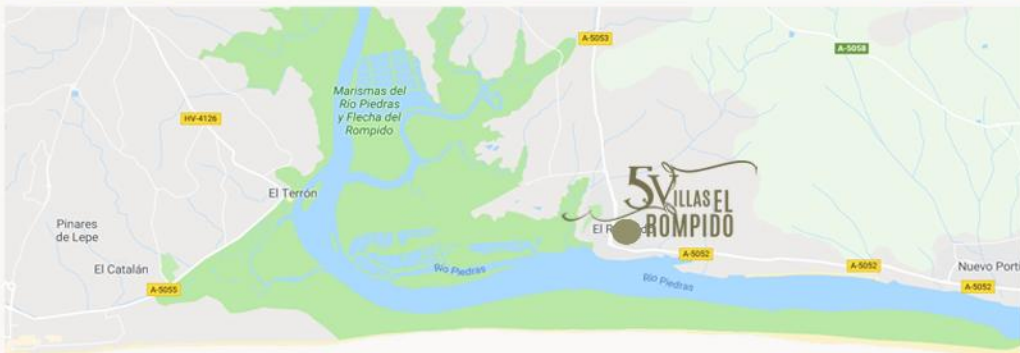 A-5053
A-5058
Marismas del
Río Piedras
y Flecha del
Rompido
HV-4126
5VILLAS EL
ROMPIDO
El Terrón
Pinares
de Lepe
El Catalán
A-5055
Río Piedras
A-5052
Río Piedras
A-5052
Nuevo Porti
A-5052